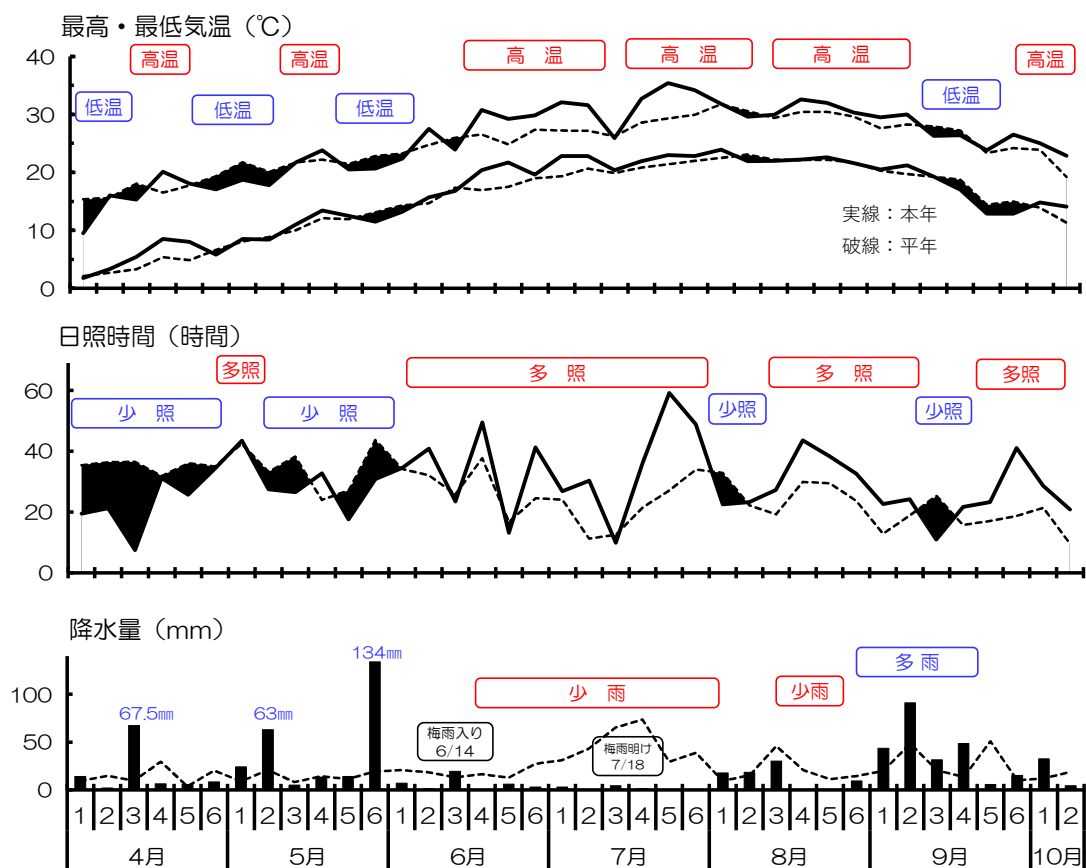 最高・最低気温（℃）
40
30
20
10
0
高温
高温
高　温
高　温
高　温
高温
低温
低温
低温
低温
実線：本年
破線：平年
日照時間（時間）
60
40
20
0
多照
多　照
多　照
多照
少　照
少　照
少照
少照
降水量（mm）
100
50
0
67.5㎜
63㎜
134㎜
少　雨
少雨
多 雨
梅雨入り
6/14
梅雨明け
7/18
1 2 3 4 5 6 1 2 3 4 5 6 1 2 3 4 5 6 1 2 3 4 5 6 1 2 3 4 5 6 1 2 3 4 5 6 1 2
4月 5月 6月 7月 8月 9月 10月